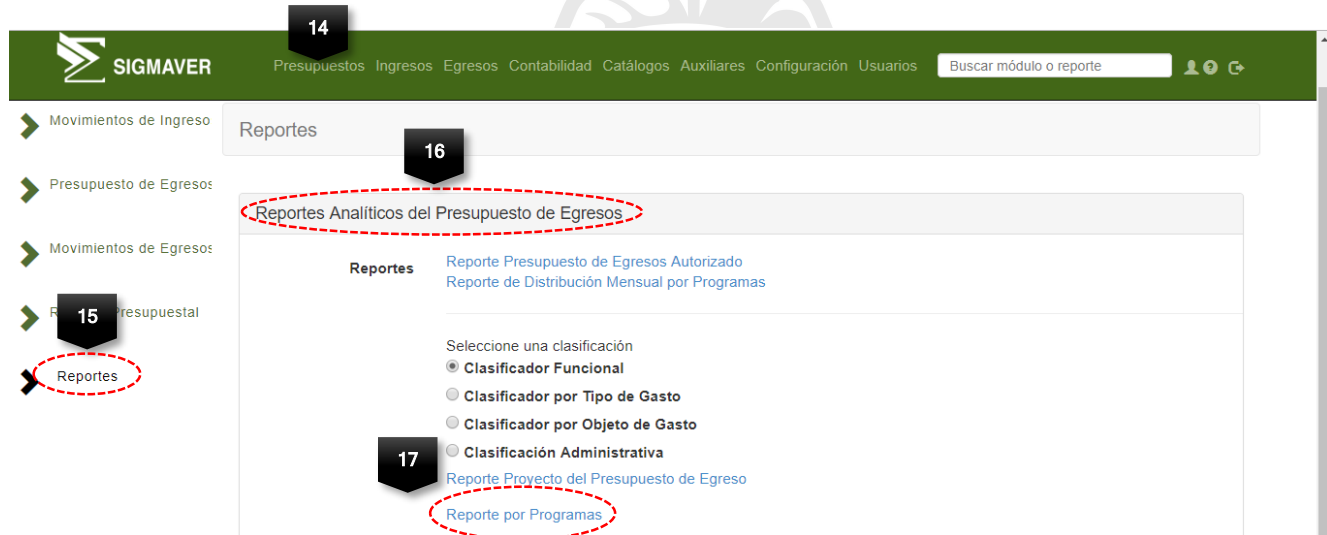 14
SIGMAVER
Presupuestos Ingresos Egresos Contabilidad Catálogos Auxiliares Configuración Usuarios
Buscar módulo o reporte
Movimientos de Ingreso
Presupuesto de Egresos
Movimientos de Egresos
15
Presupuestal
Reportes
Reportes
16
Reportes Analíticos del Presupuesto de Egresos
Reportes
Reporte Presupuesto de Egresos Autorizado
Reporte de Distribución Mensual por Programas
Seleccione una clasificación
Clasificador Funcional
Clasificador por Tipo de Gasto
Clasificador por Objeto de Gasto
Clasificación Administrativa
17
Reporte Proyecto del Presupuesto de Egreso
Reporte por Programas